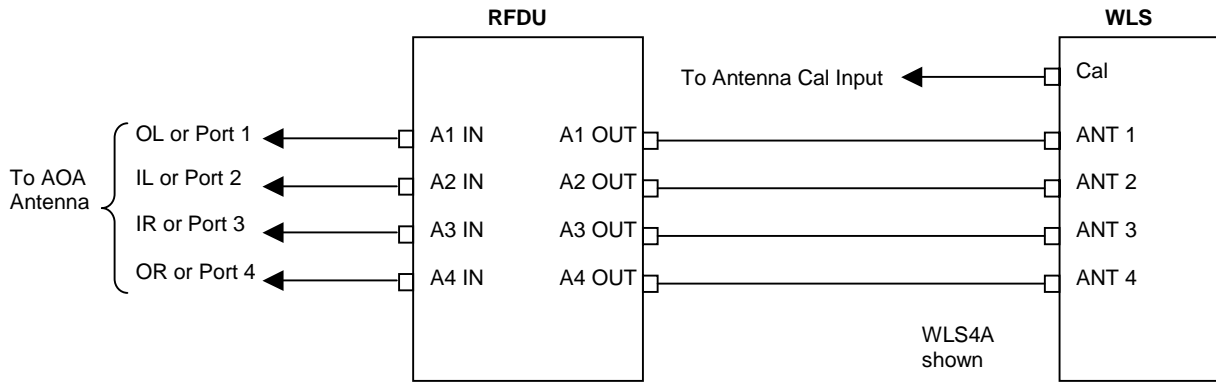 RFDU
WLS
To Antenna Cal Input
Cal
OL or Port 1
A1 IN
A1 OUT
ANT 1
To AOA
Antenna
IL or Port 2
A2 IN
A2 OUT
ANT 2
IR or Port 3
A3 IN
A3 OUT
ANT 3
OR or Port 4
A4 IN
A4 OUT
ANT 4
WLS4A
shown